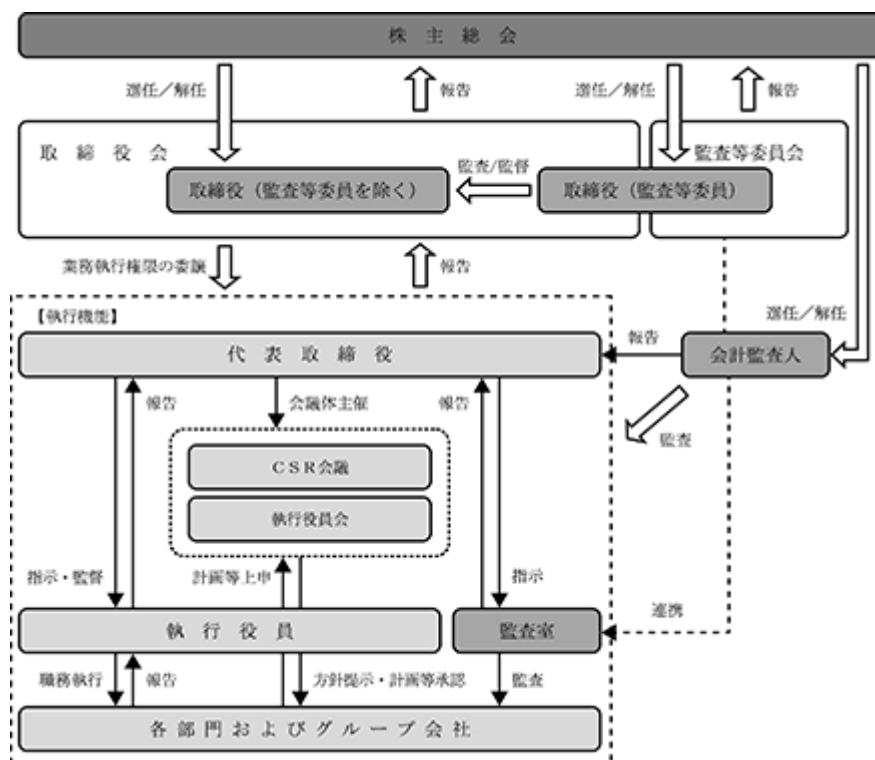 株主総会
選任／解任
報告
選任／解任
報告
取締役会
監査等委員会
監査/監督
取締役（監査等委員を除く）
取締役（監査等委員）
業務執行権限の委譲
報告
選任／解任
【執行機能】
代表取締役
報告
会計監査人
報告
会議体主催
報告
監査
CSR会議
執行役員会
指示・監督
計画等上申
指示
連携
執行役員
監査室
職務執行
報告
方針提示・計画等承認
監査
各部門およびグループ会社